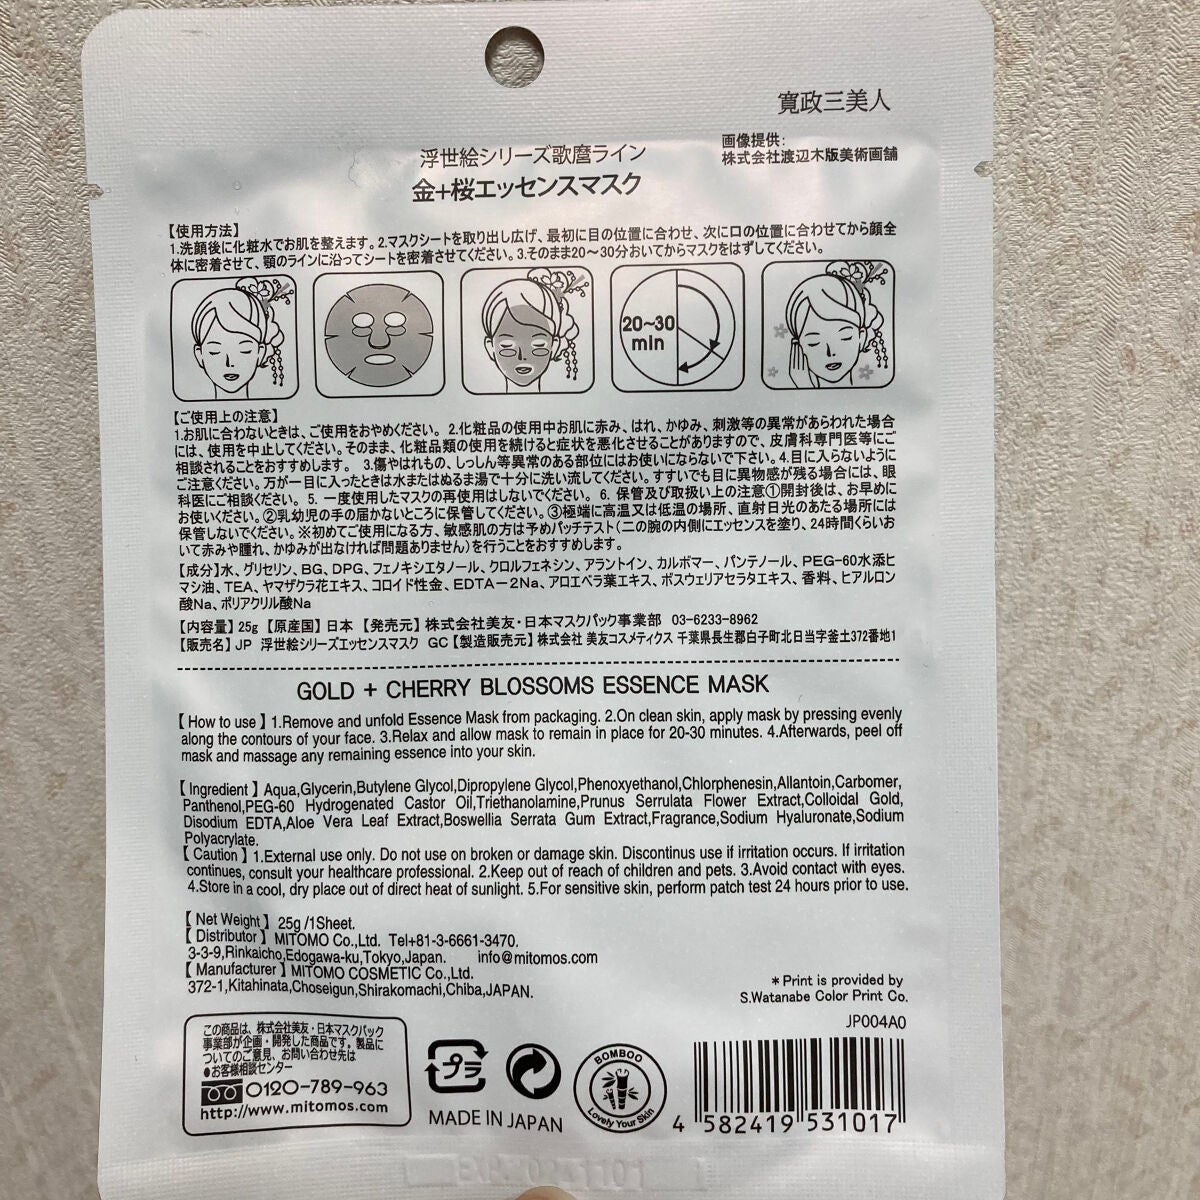 寛政三美人
画像提供:
株式会社渡辺木版美術画舗
浮世絵シリーズ歌麿ライン
金+桜エッセンスマスク
【使用方法】
1.洗顔後に化粧水でお肌を整えます。2.マスクシートを取り出し広げ、最初に目の位置に合わせ、次に口の位置に合わせてから顔全
体に密着させて、顎のラインに沿ってシートを密着させてください。3.そのまま20～30分おいてからマスクをはずしてください。
20~30
min
【ご使用上の注意】
1.お肌に合わないときは、ご使用をおやめください。 2.化粧品の使用中お肌に赤み、はれ、かゆみ、刺激等の異常があらわれた場合
には、使用を中止してください。そのまま、化粧品類の使用を続けると症状を悪化させることがありますので、皮膚科専門医等にご
相談されることをおすすめします。 3.傷やはれもの、しっしん等異常のある部位にはお使いにならないで下さい。4.目に入らないように
ご注意ください。万が一目に入ったときは水またはぬるま湯で十分に洗い流してください。すすいでも目に異物感が残る場合には、眼
科医にご相談ください。 5. 一度使用したマスクの再使用はしないでください。 6. 保管及び取扱い上の注意①開封後は、お早めに
お使いください。②乳幼児の手の届かないところに保管してください。③極端に高温又は低温の場所、直射日光のあたる場所には
保管しないでください。※初めてご使用になる方、敏感肌の方は予めパッチテスト(二の腕の内側にエッセンスを塗り、24時間くらいお
いて赤みや腫れ、かゆみが出なければ問題ありません)を行うことをおすすめします。
【成分】水、グリセリン、BG、DPG、フェノキシエタノール、クロルフェネシン、アラントイン、カルボマー、パンテノール、PEG-60水添ヒ
マシ油、TEA、ヤマザクラ花エキス、コロイド性金、EDTA－2Na、アロエベラ葉エキス、ボスウェリアセラタエキス、香料、ヒアルロン
酸Na、ポリアクリル酸Na
【内容量】25g 【原産国】日本 【発売元】株式会社美友・日本マスクパック事業部 03-6233-8962
【販売名】JP 浮世絵シリーズエッセンスマスク GC【製造販売元】株式会社 美友コスメティクス 千葉県長生郡白子町北日当字釜土372番地1
GOLD + CHERRY BLOSSOMS ESSENCE MASK
【How to use】1.Remove and unfold Essence Mask from packaging. 2.On clean skin, apply mask by pressing evenly
along the contours of your face. 3.Relax and allow mask to remain in place for 20-30 minutes. 4.Afterwards, peel off
mask and massage any remaining essence into your skin.
【Ingredient】Aqua,Glycerin,Butylene Glycol,Dipropylene Glycol,Phenoxyethanol,Chlorphenesin,Allantoin,Carbomer,
Panthenol,PEG-60 Hydrogenated Castor Oil,Triethanolamine,Prunus Serrulata Flower Extract,Colloidal Gold,
Disodium EDTA,Aloe Vera Leaf Extract,Boswellia Serrata Gum Extract,Fragrance,Sodium Hyaluronate,Sodium
Polyacrylate.
【Caution】1.External use only. Do not use on broken or damage skin. Discontinus use if irritation occurs. If irritation
continues, consult your healthcare professional. 2.Keep out of reach of children and pets. 3.Avoid contact with eyes.
4.Store in a cool, dry place out of direct heat of sunlight. 5.For sensitive skin, perform patch test 24 hours prior to use.
【Net Weight】25g /1Sheet.
【Distributor】MITOMO Co.,Ltd. Tel+81-3-6661-3470.
3-3-9,Rinkaicho,Edogawa-ku,Tokyo,Japan. info@mitomos.com
【Manufacturer】MITOMO COSMETIC Co.,Ltd.
372-1,Kitahinata,Choseigun,Shirakomachi,Chiba,JAPAN.
*Print is provided by
S.Watanabe Color Print Co.
JP004A0
この商品は、株式会社美友・日本マスクパック
事業部が企画・開発した商品です。製品に
ついてのご意見、お問い合わせ先は
●お客様相談センター
0120-789-963
http://www.mitomos.com
プラ
MADE IN JAPAN
BOMBOO
Lovely Your Skin
4 582419 531017